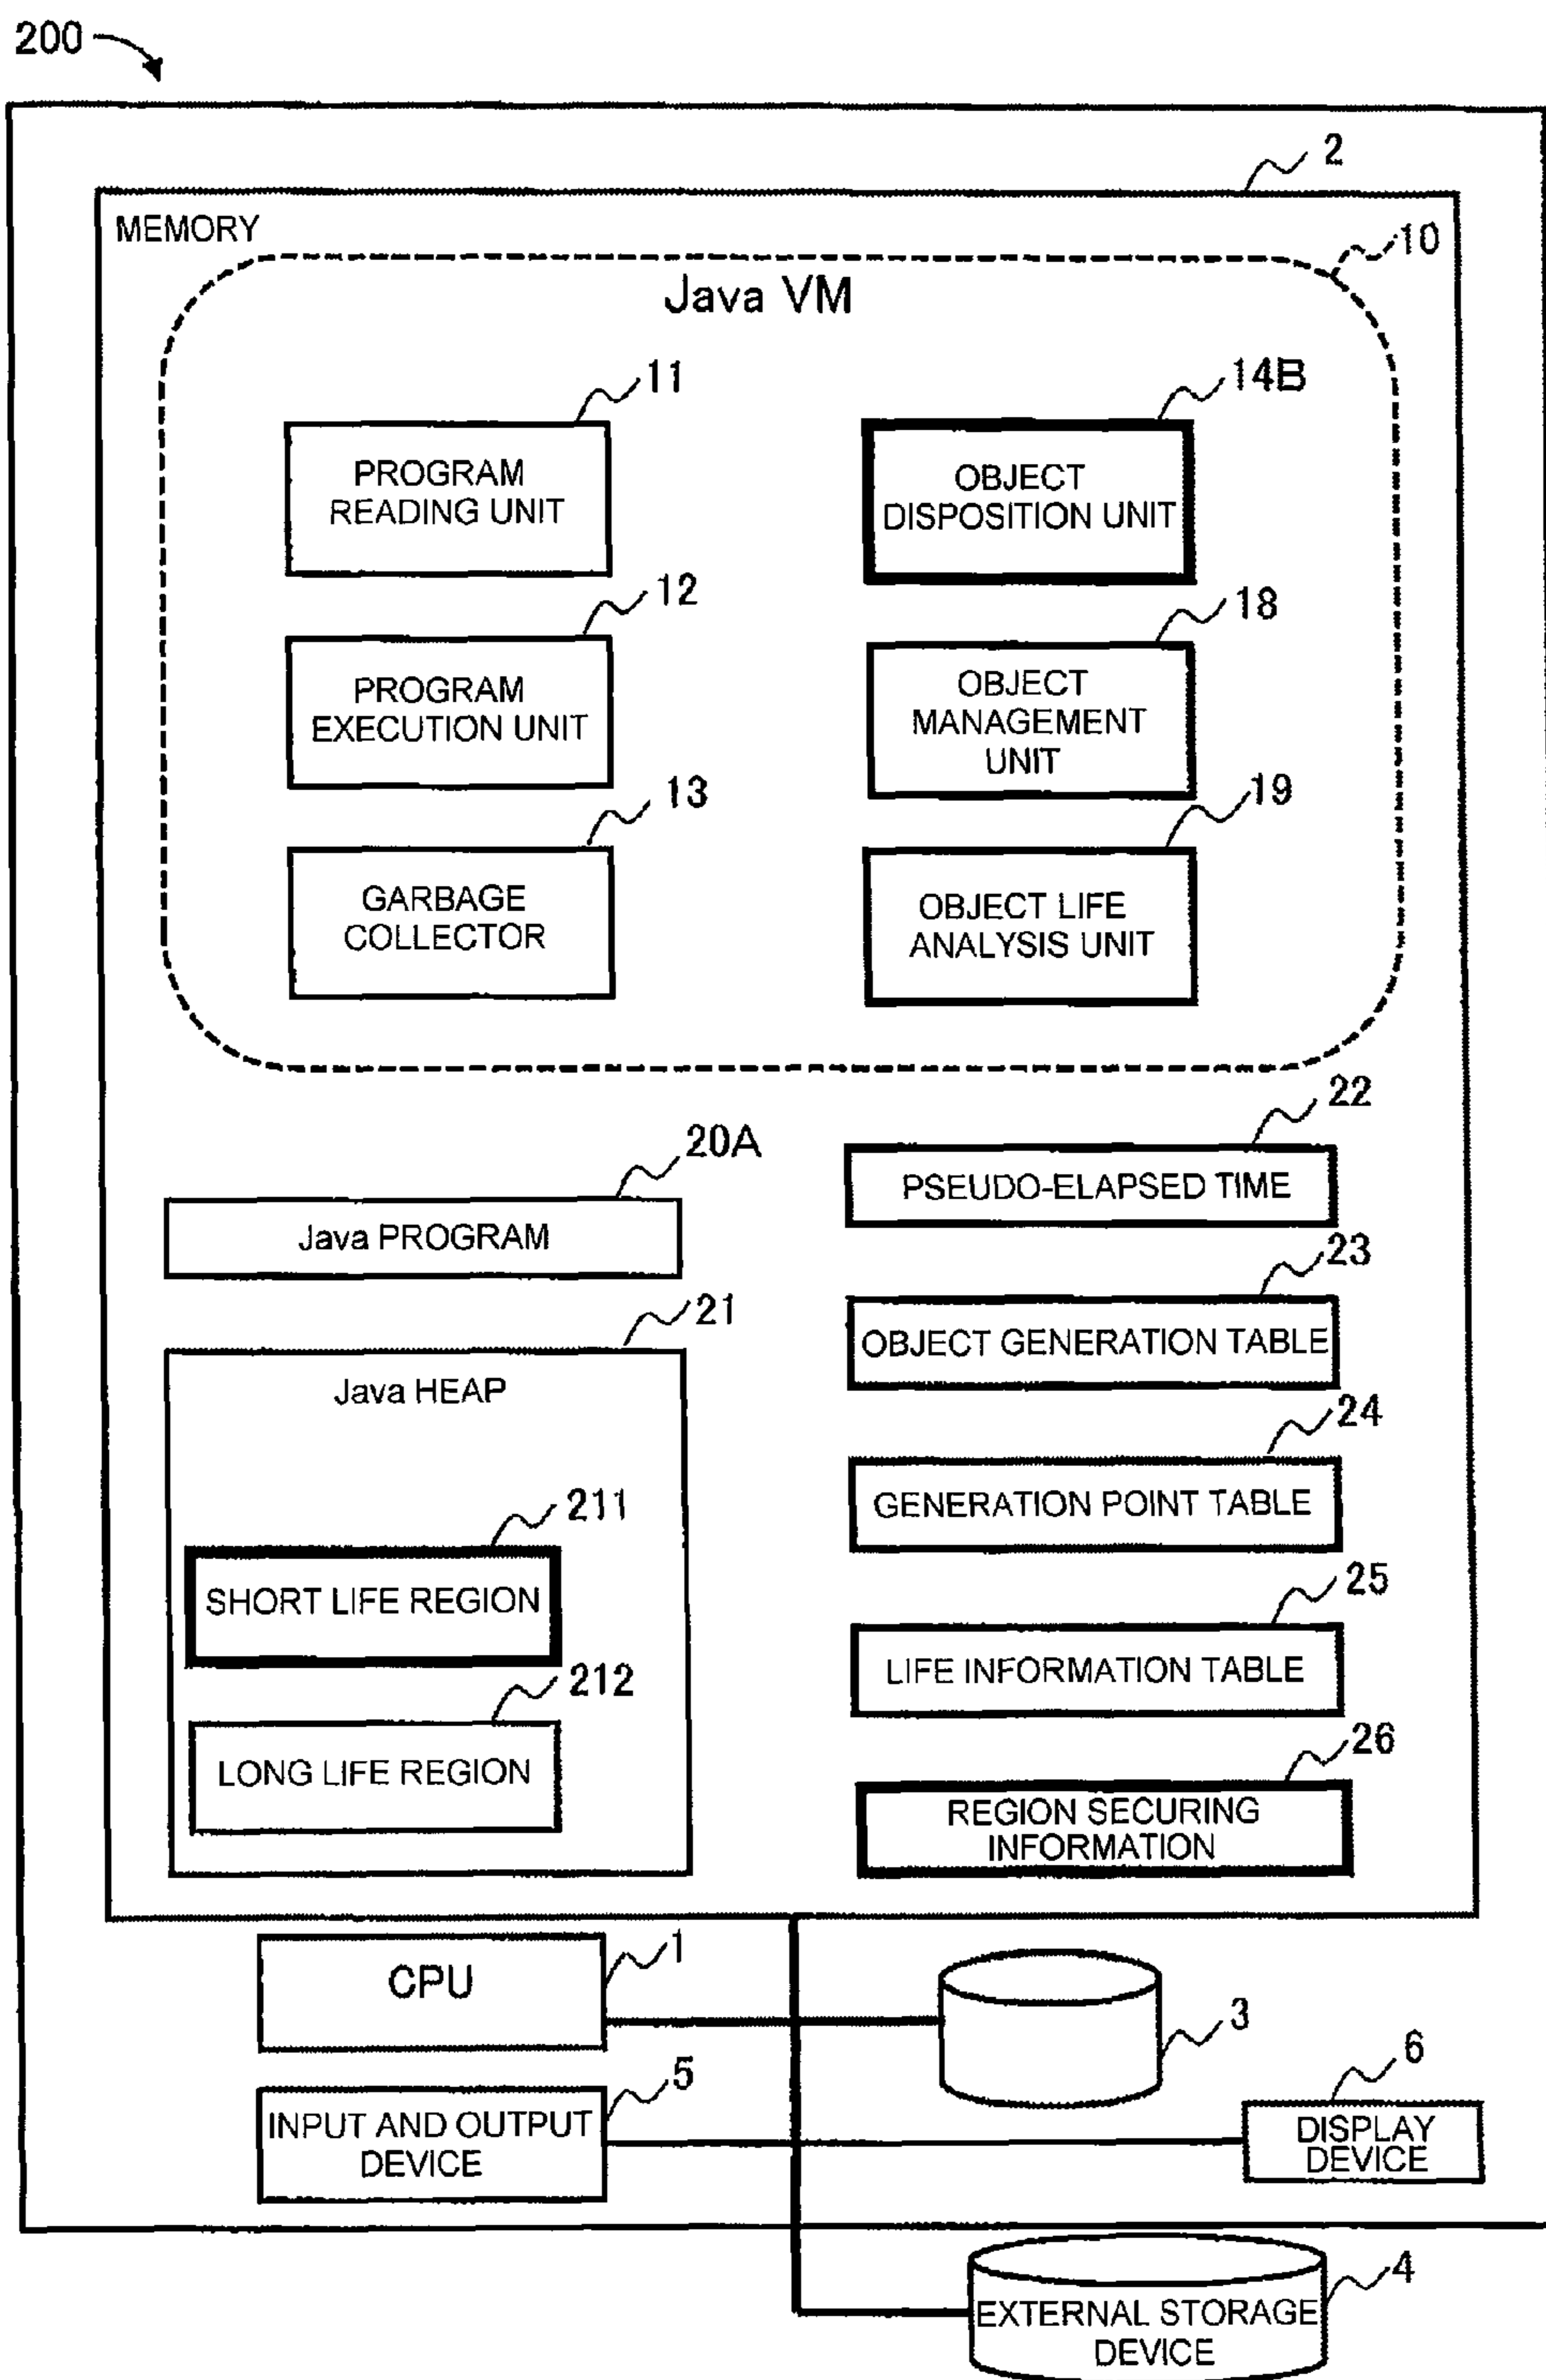 200
2
MEMORY
10
Java VM
11
PROGRAM
READING UNIT
14B
OBJECT
DISPOSITION UNIT
12
PROGRAM
EXECUTION UNIT
18
OBJECT
MANAGEMENT
UNIT
13
GARBAGE
COLLECTOR
19
OBJECT LIFE
ANALYSIS UNIT
20A
Java PROGRAM
22
PSEUDO-ELAPSED TIME
21
Java HEAP
23
OBJECT GENERATION TABLE
24
GENERATION POINT TABLE
211
SHORT LIFE REGION
25
LIFE INFORMATION TABLE
212
LONG LIFE REGION
26
REGION SECURING
INFORMATION
1
CPU
3
5
INPUT AND OUTPUT
DEVICE
6
DISPLAY
DEVICE
4
EXTERNAL STORAGE
DEVICE